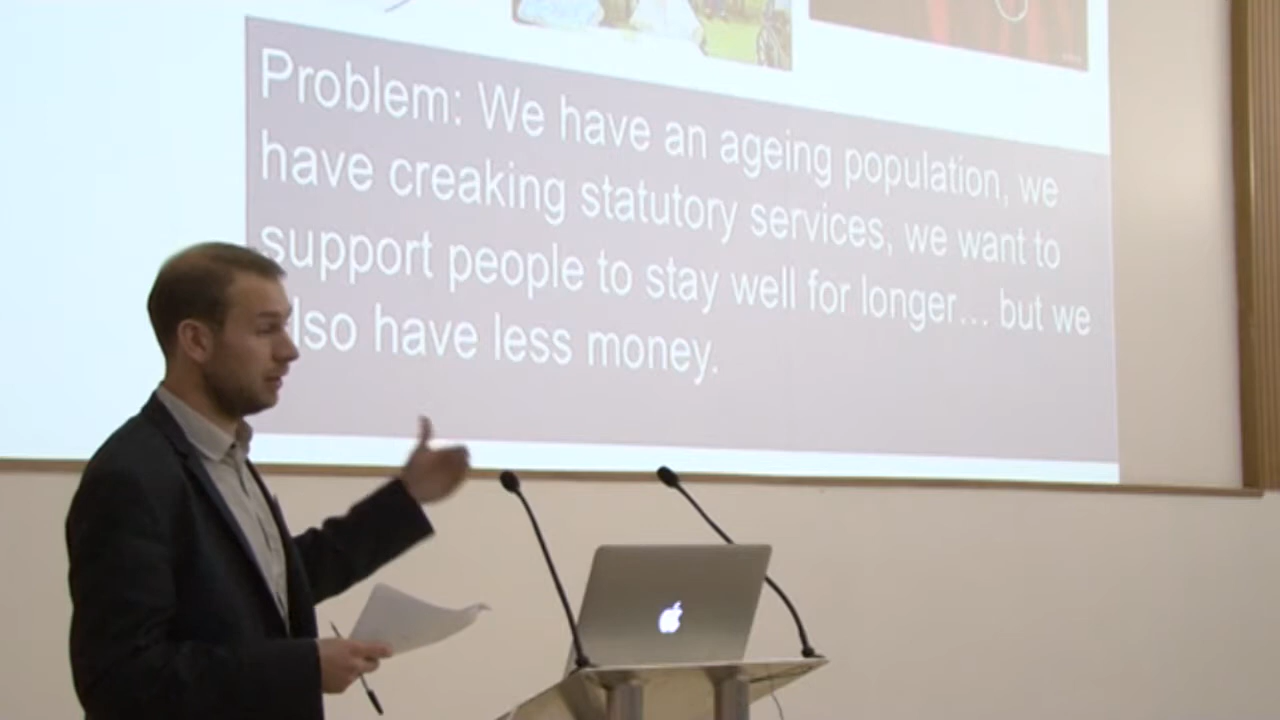 Problem: We have an ageing population, we
have creaking statutory services, we want to
support people to stay well for longer... but we
lso have less money.